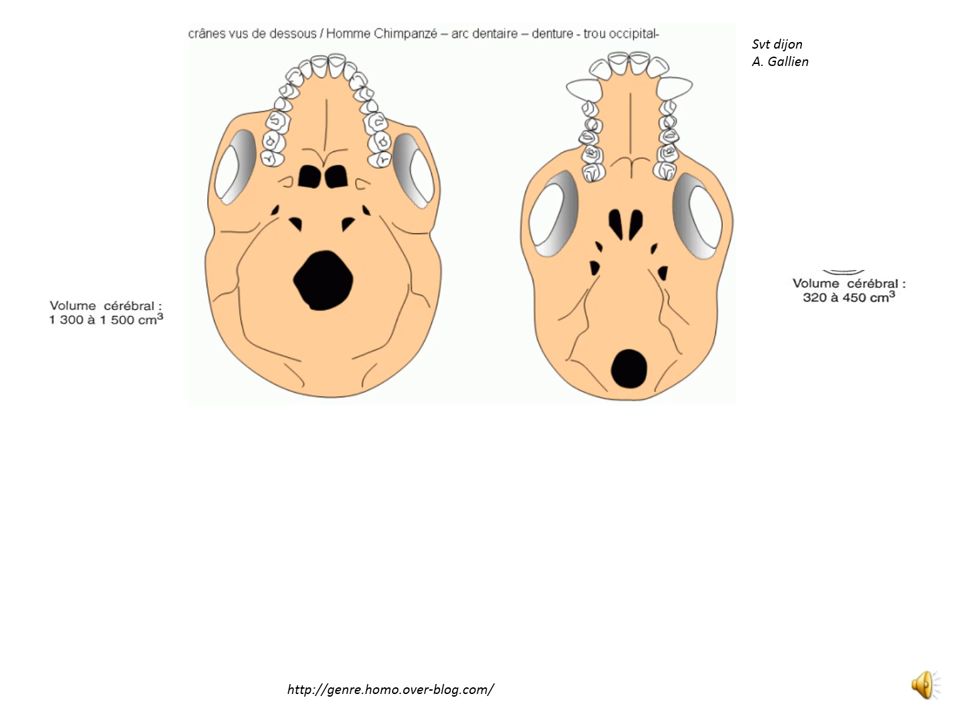 crânes vus de dessous / Homme Chimpanzé – arc dentaire – denture - trou occipital-
Svt dijon
A. Gallien
Volume cérébral :
1 300 à 1 500 cm3
Volume cérébral :
320 à 450 cm3
http://genre.homo.over-blog.com/